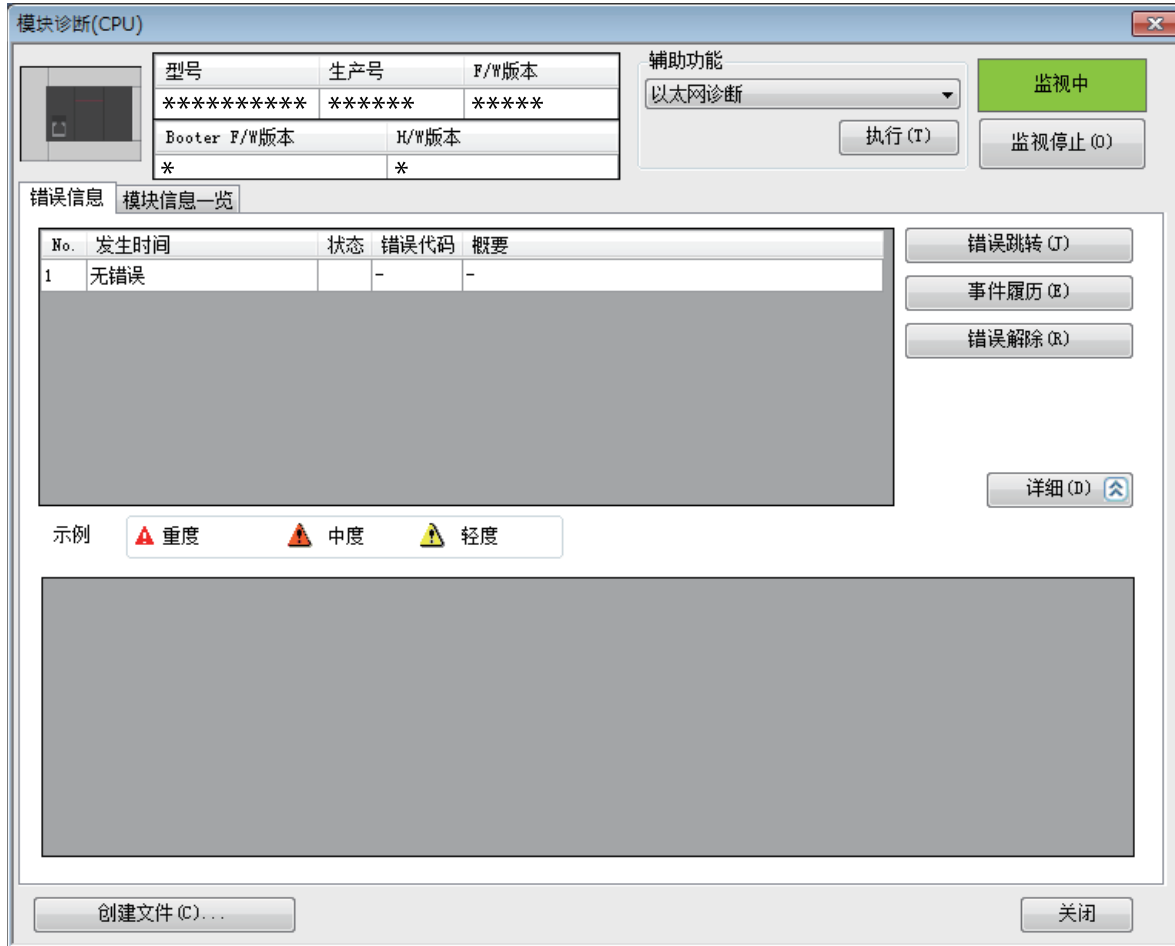 模块诊断(CPU)
型号 生产号 F/W版本
********** ****** *****
Booter F/W版本 H/W版本
* *
辅助功能
以太网诊断
执行(T)
监视中
监视停止(O)
错误信息 模块信息一览
No. 发生时间 状态 错误代码 概要
1 无错误 - -
错误跳转(J)
事件履历(E)
错误解除(R)
详细(D)
示例 重度 中度 轻度
创建文件(C)... 关闭